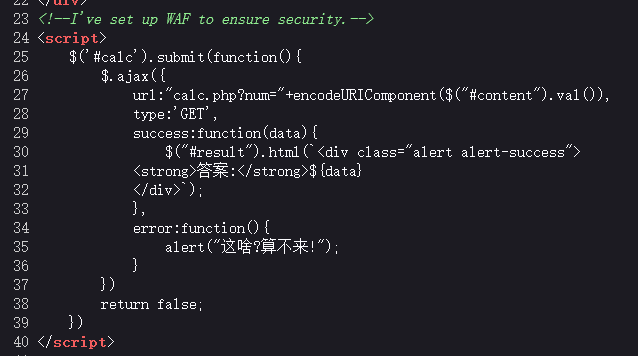 22 </div>
23 <!--I've set up WAF to ensure security.-->
24 <script>
25     $('#calc').submit(function(){
26         $.ajax({
27             url:"calc.php?num="+encodeURIComponent($("#content").val()),
28             type:'GET',
29             success:function(data){
30                 $("#result").html(`<div class="alert alert-success">
31             <strong>答案:</strong>${data}
32             </div>`);
33             },
34             error:function(){
35                 alert("这啥?算不来!");
36             }
37         })
38         return false;
39     })
40 </script>